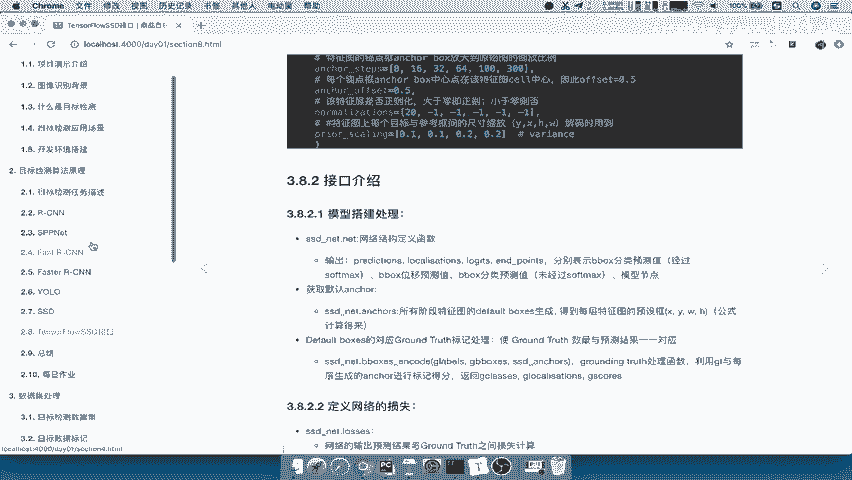 Chrome 文件 修改 视图 历史记录 书签 其他人 电动窗 帮助
100%
TensorFlowSSD接口
localhost.4000/day01/section8.html
1.1. 项目演示介绍
1.2. 图像识别背景
1.3. 什么是目标检测
1.4. 目标检测应用场景
1.5. 开发环境搭建
2. 目标检测算法原理
2.1. 目标检测任务描述
2.2. R-CNN
2.3. SPPNet
2.4. Fast R-CNN
2.5. Faster R-CNN
2.6. YOLO
2.7. SSD
2.8. TensorFlowSSD接口
2.9. 总结
2.10. 每日作业
3. 数据集处理
3.1. 目标检测数据集
3.2. 目标数据标记
localhost.4000/day01/section4.html
# 特征图的锚点框anchor box放大到原始图的缩放比例
anchor_steps=[8, 16, 32, 64, 100, 300],
# 每个锚点框anchor box中心点在该特征图cell中心，因此offset=0.5
anchor_offset=0.5,
# 该特征层是否正则化，大于零即正则；小于零则否
normalizations=[20, -1, -1, -1, -1, -1],
# #特征图上每个目标与参考框间的尺寸缩放（y,x,h,w）解码时用到
prior_scaling=[0.1, 0.1, 0.2, 0.2] # variance
)
3.8.2 接口介绍
3.8.2.1 模型搭建处理：
ssd_net.net:网络结构定义函数
输出：predictions, localisations, logits, end_points，分别表示bbox分类预测值（经过
softmax）、bbox位移预测值、bbox分类预测值（未经过softmax）、模型节点
获取默认anchor:
ssd_net.anchors:所有阶段特征图的default boxes生成, 得到每层特征图的预设框(x, y, w, h)（公式
计算得来）
Default boxes的对应Ground Truth标记处理：使 Ground Truth 数量与预测结果一一对应
ssd_net.bboxes_encode(glabels, gbboxes, ssd_anchors)，grounding truth处理函数，利用gt与每
层生成的anchor进行标记得分，返回gclasses, glocalisations, gscores
3.8.2.2 定义网络的损失：
ssd_net.losses:
网络的输出预测结果与Ground Truth之间损失计算